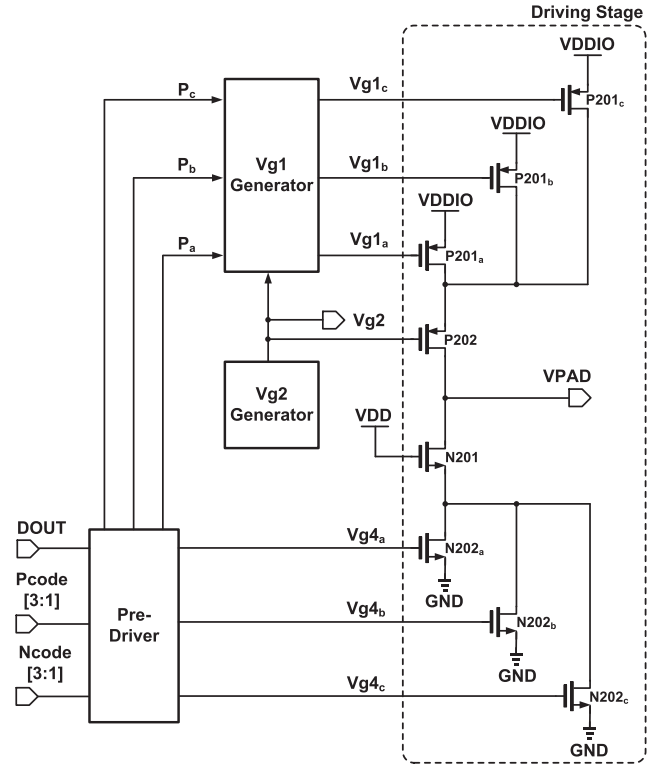 Driving Stage
VDDIO
Pc
Vg1c
P201c
VDDIO
Pb
Vg1
Generator
Vg1b
P201b
VDDIO
Pa
Vg1a
P201a
Vg2
P202
Vg2
Generator
VPAD
VDD
N201
DOUT
Vg4a
N202a
GND
Pcode
[3:1]
Pre-
Driver
Vg4b
N202b
GND
Ncode
[3:1]
Vg4c
N202c
GND